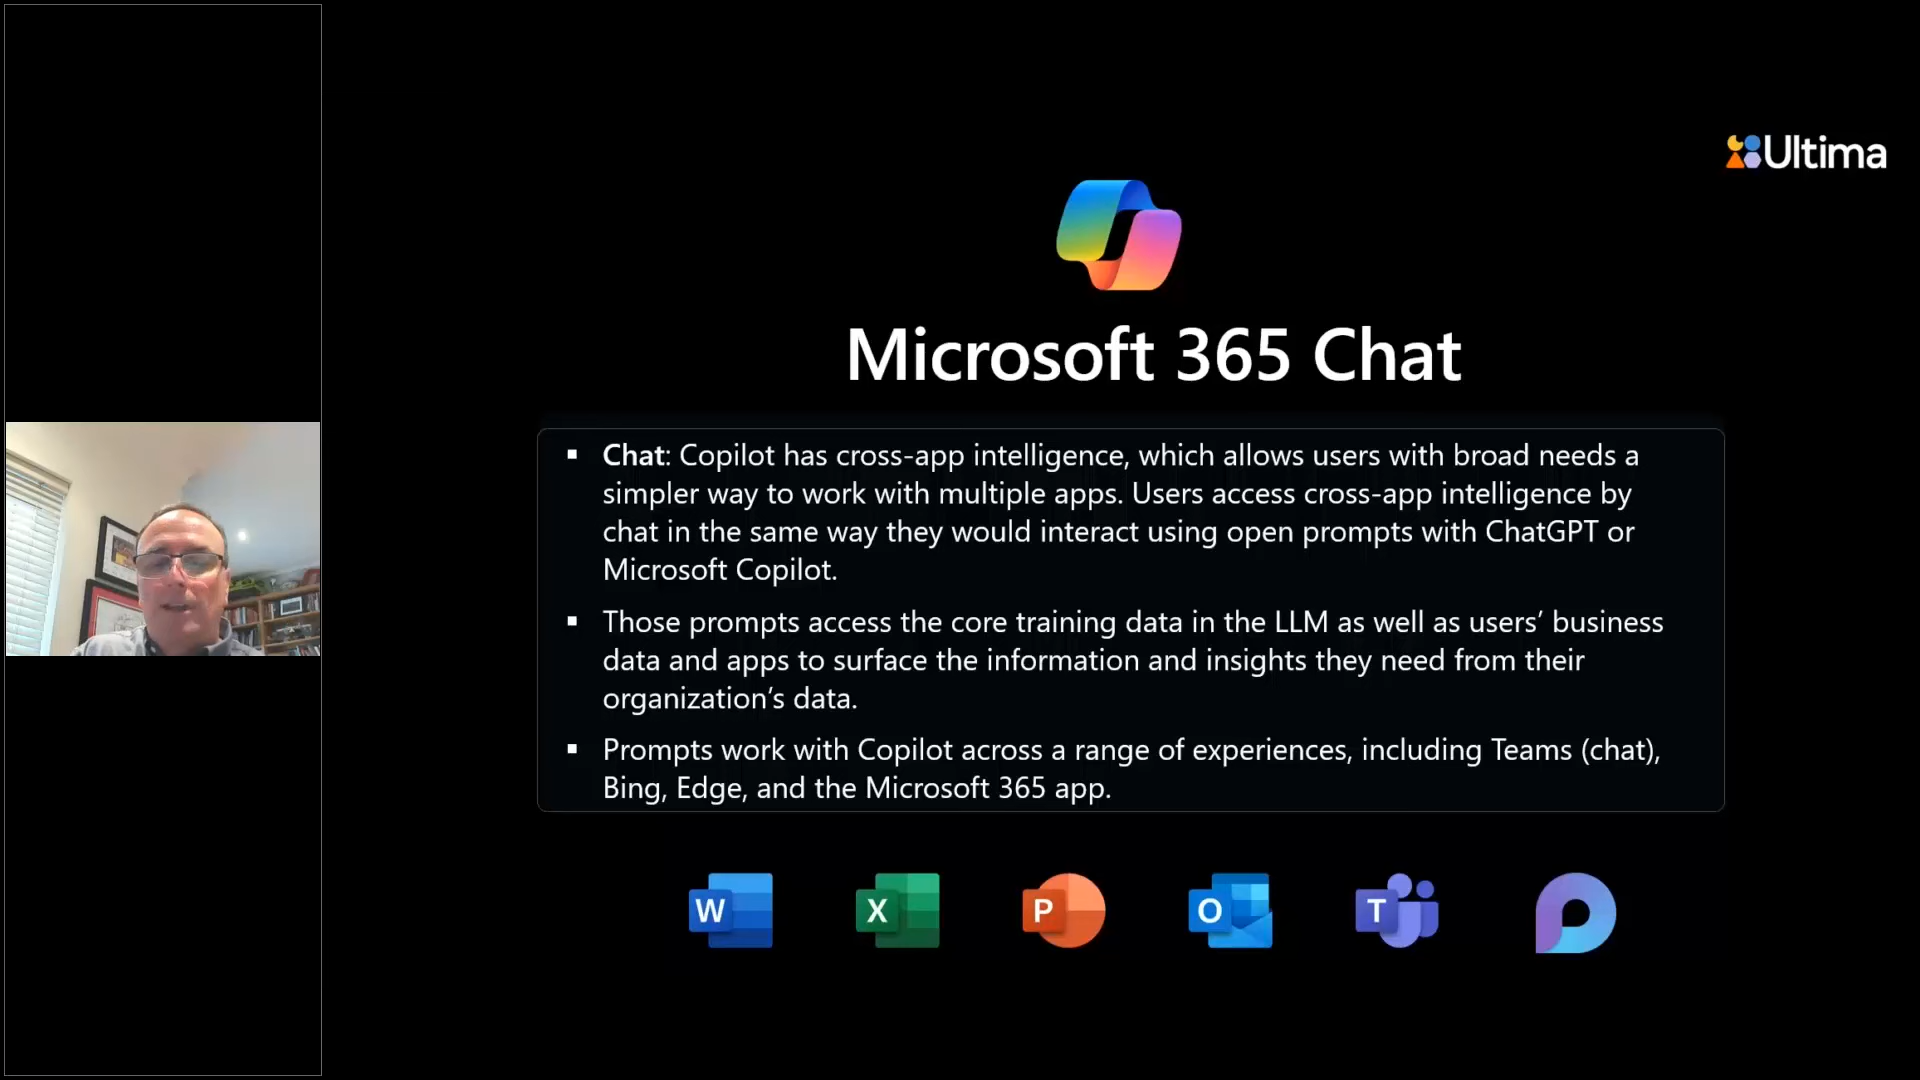 Ultima
Microsoft 365 Chat
▪ Chat: Copilot has cross-app intelligence, which allows users with broad needs a
simpler way to work with multiple apps. Users access cross-app intelligence by
chat in the same way they would interact using open prompts with ChatGPT or
Microsoft Copilot.
▪ Those prompts access the core training data in the LLM as well as users’ business
data and apps to surface the information and insights they need from their
organization’s data.
▪ Prompts work with Copilot across a range of experiences, including Teams (chat),
Bing, Edge, and the Microsoft 365 app.
W X P O T